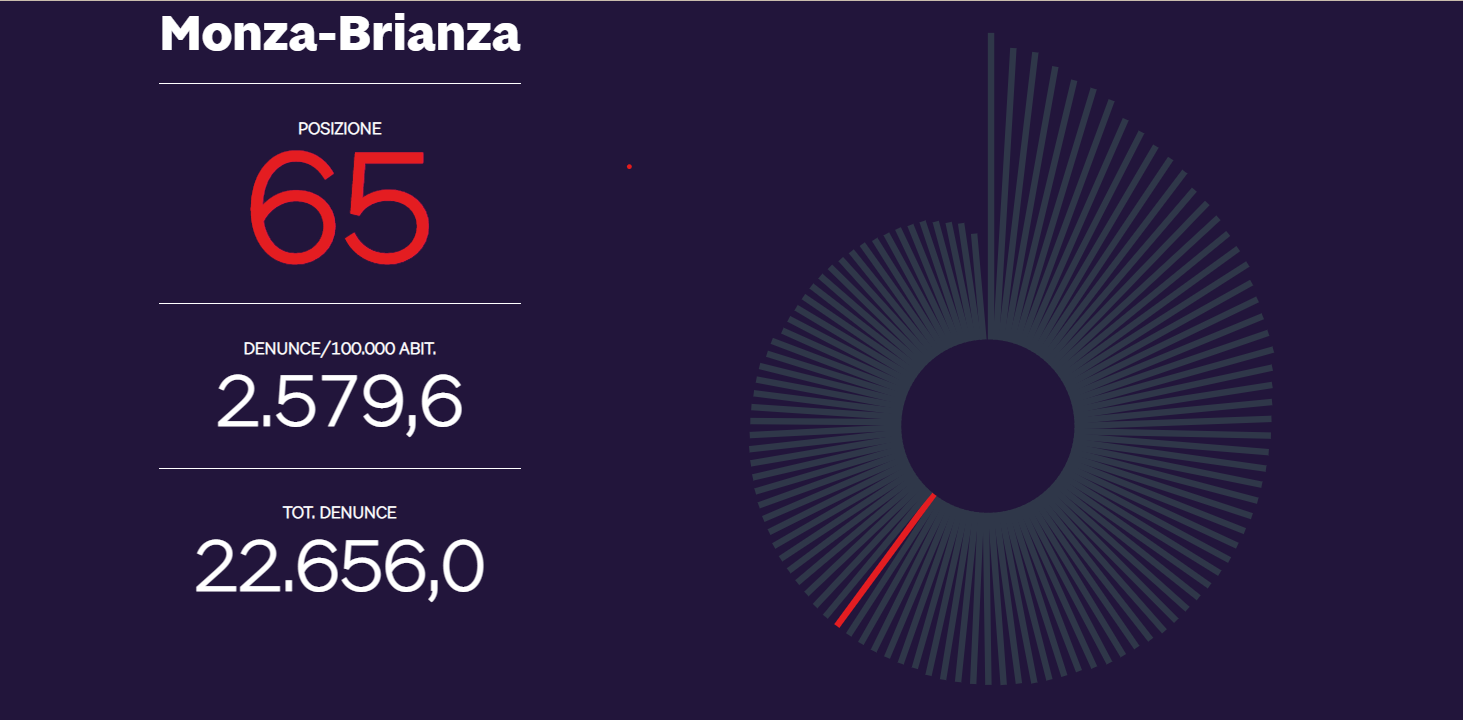 Monza-Brianza
POSIZIONE
65
DENUNCE/100.000 ABIT.
2.579,6
TOT. DENUNCE
22.656,0